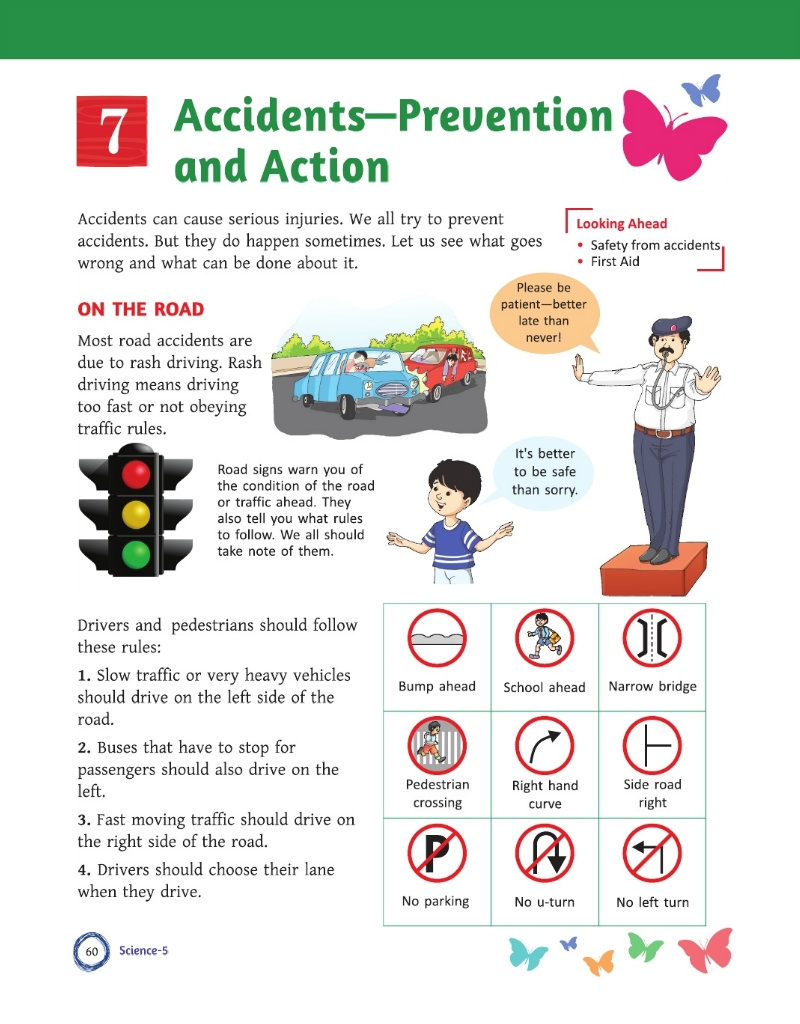 7
Accidents—Prevention
and Action
Accidents can cause serious injuries. We all try to prevent
accidents. But they do happen sometimes. Let us see what goes
wrong and what can be done about it.
Looking Ahead
• Safety from accidents
• First Aid
ON THE ROAD
Most road accidents are
due to rash driving. Rash
driving means driving
too fast or not obeying
traffic rules.
Please be
patient—better
late than
never!
Road signs warn you of
the condition of the road
or traffic ahead. They
also tell you what rules
to follow. We all should
take note of them.
It's better
to be safe
than sorry.
Drivers and pedestrians should follow
these rules:
1. Slow traffic or very heavy vehicles
should drive on the left side of the
road.
2. Buses that have to stop for
passengers should also drive on the
left.
3. Fast moving traffic should drive on
the right side of the road.
4. Drivers should choose their lane
when they drive.
Bump ahead
School ahead
Narrow bridge
Pedestrian
crossing
Right hand
curve
Side road
right
P
No parking
No u-turn
No left turn
60
Science-5